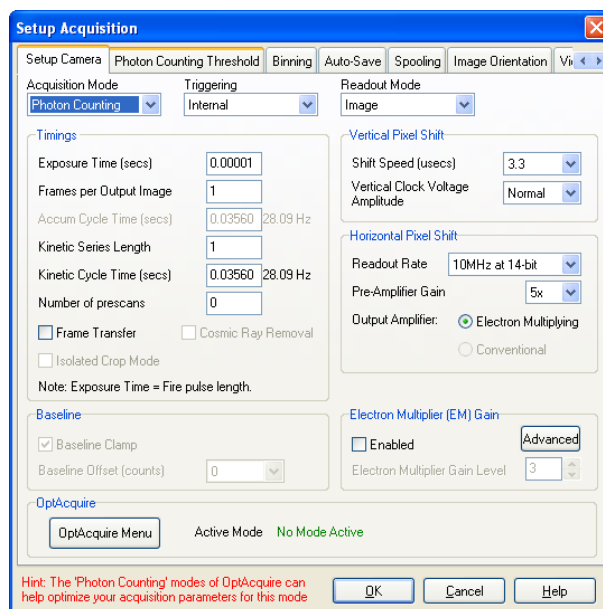 Setup Acquisition
Setup Camera Photon Counting Threshold Binning Auto-Save Spooling Image Orientation
Acquisition Mode Triggering Readout Mode
Photon Counting Internal Image
Timings
Exposure Time (secs) 0.00001
Frames per Output Image 1
Accum Cycle Time (secs) 0.03560 28.09 Hz
Kinetic Series Length 1
Kinetic Cycle Time (secs) 0.03560 28.09 Hz
Number of prescans 0
Frame Transfer Cosmic Ray Removal
Isolated Crop Mode
Note: Exposure Time = Fire pulse length.
Vertical Pixel Shift
Shift Speed (usecs) 3.3
Vertical Clock Voltage
Amplitude Normal
Horizontal Pixel Shift
Readout Rate 10MHz at 14-bit
Pre-Amplifier Gain 5x
Output Amplifier: Electron Multiplying
Conventional
Baseline
Baseline Clamp
Baseline Offset (counts) 0
Electron Multiplier (EM) Gain
Enabled Advanced
Electron Multiplier Gain Level 3
OptAcquire
OptAcquire Menu Active Mode No Mode Active
Hint: The 'Photon Counting' modes of OptAcquire can
help optimize your acquisition parameters for this mode
OK Cancel Help